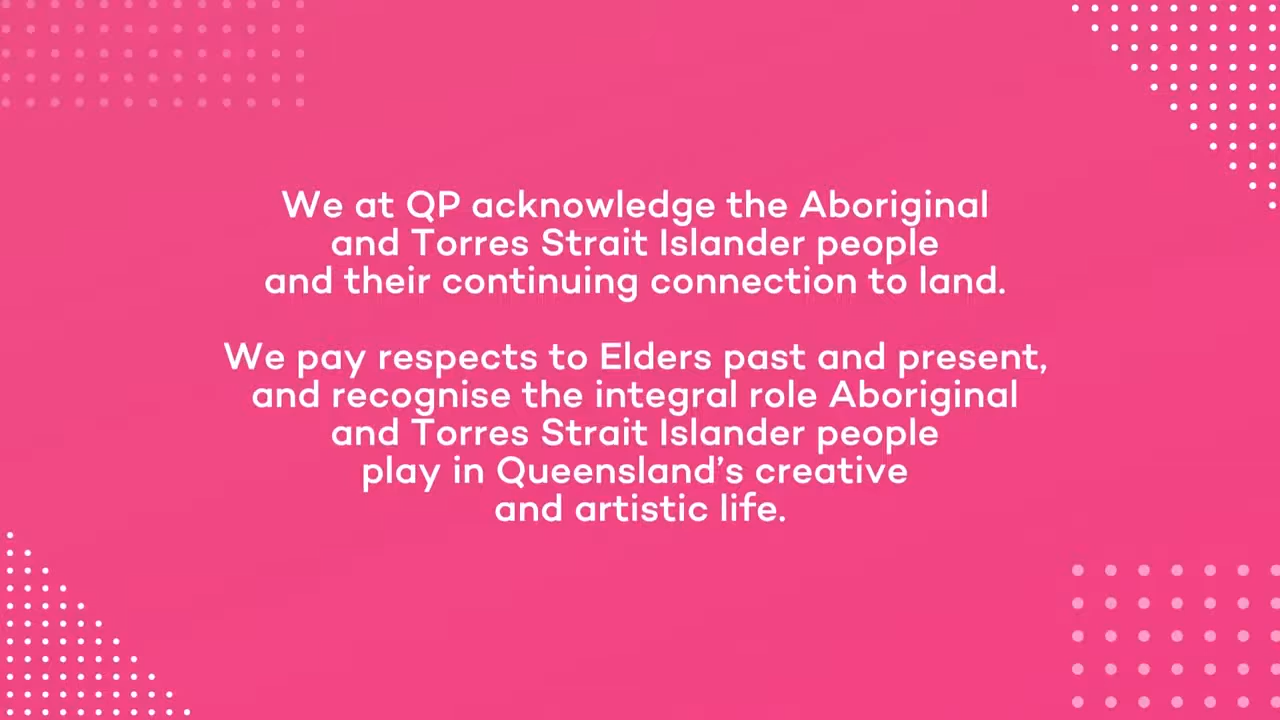 We at QP acknowledge the Aboriginal
and Torres Strait Islander people
and their continuing connection to land.
We pay respects to Elders past and present,
and recognise the integral role Aboriginal
and Torres Strait Islander people
play in Queensland’s creative
and artistic life.